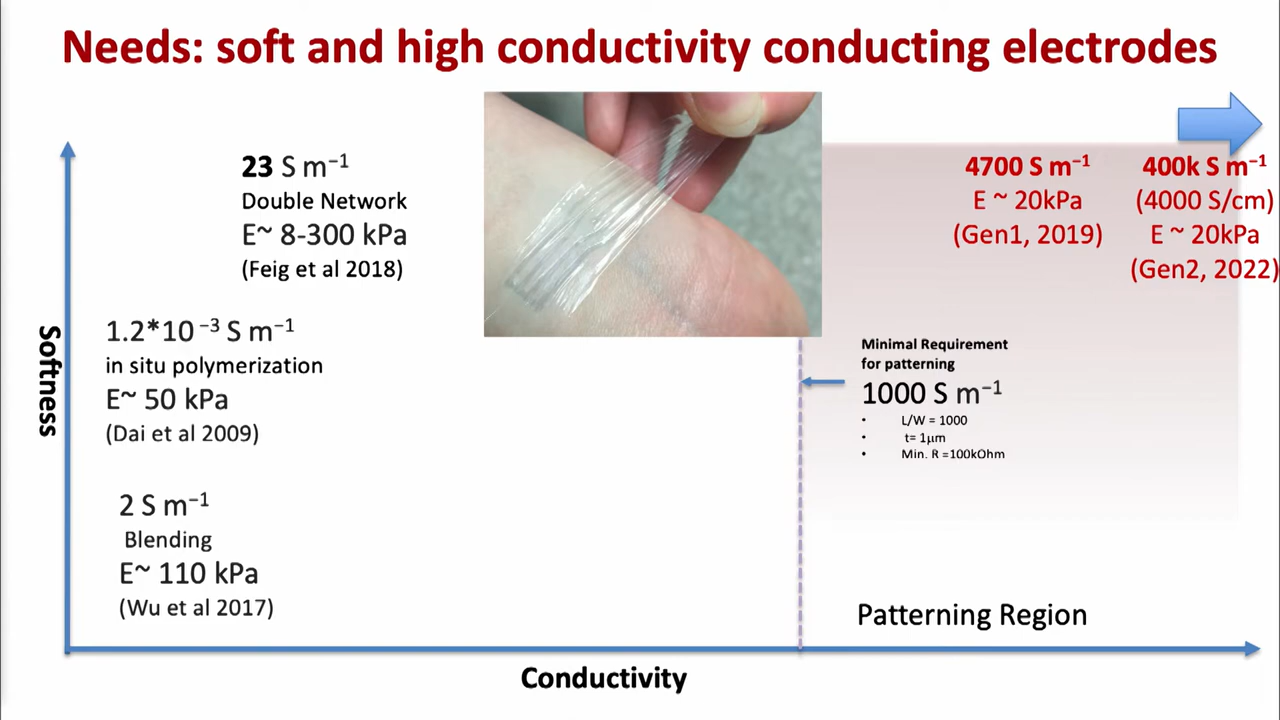 Needs: soft and high conductivity conducting electrodes
23 S m⁻¹
Double Network
E~ 8-300 kPa
(Feig et al 2018)
1.2*10 ⁻³ S m⁻¹
in situ polymerization
E~ 50 kPa
(Dai et al 2009)
2 S m⁻¹
Blending
E~ 110 kPa
(Wu et al 2017)
Softness
4700 S m⁻¹
E ~ 20kPa
(Gen1, 2019)
400k S m⁻¹
(4000 S/cm)
E ~ 20kPa
(Gen2, 2022)
Minimal Requirement
for patterning
1000 S m⁻¹
• L/W = 1000
• t= 1μm
• Min. R =100kOhm
Patterning Region
Conductivity